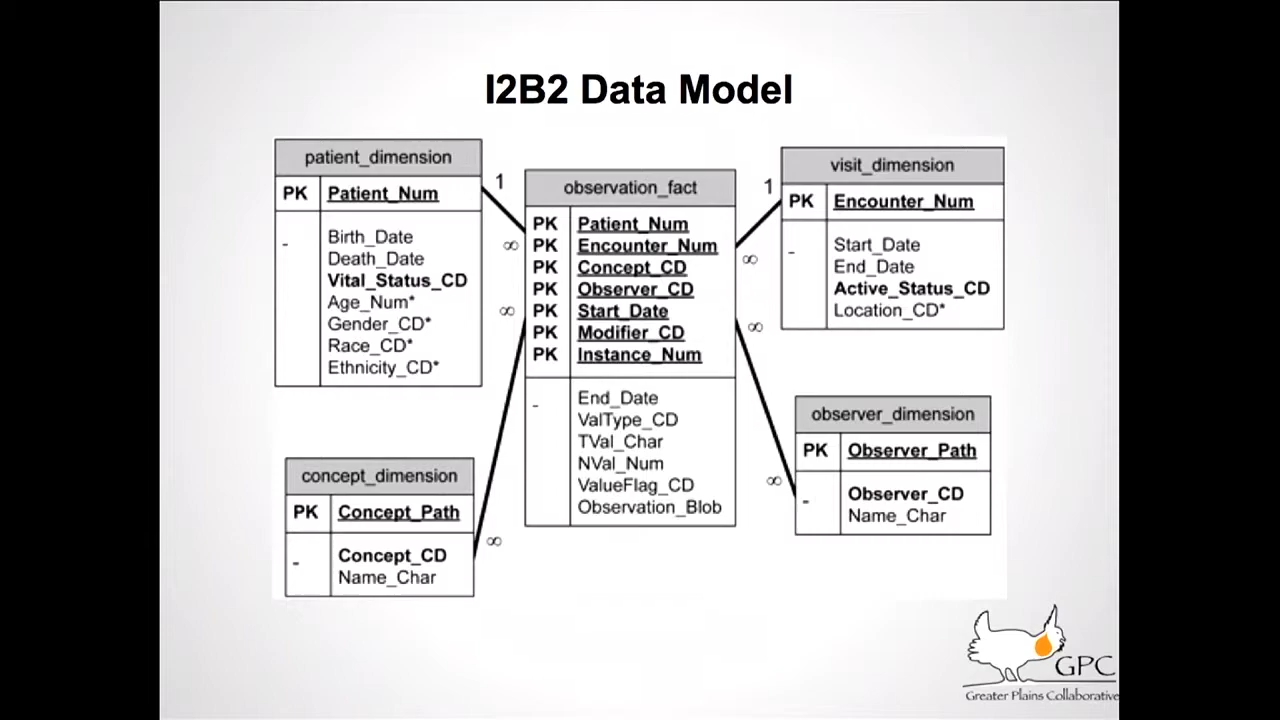 I2B2 Data Model
patient_dimension
PK Patient_Num
- Birth_Date
Death_Date
Vital_Status_CD
Age_Num*
Gender_CD*
Race_CD*
Ethnicity_CD*
1
∞
∞
observation_fact
PK Patient_Num
PK Encounter_Num
PK Concept_CD
PK Observer_CD
PK Start_Date
PK Modifier_CD
PK Instance_Num
- End_Date
ValType_CD
TVal_Char
NVal_Num
ValueFlag_CD
Observation_Blob
1
∞
∞
visit_dimension
PK Encounter_Num
- Start_Date
End_Date
Active_Status_CD
Location_CD*
concept_dimension
PK Concept_Path
- Concept_CD
Name_Char
∞
∞
observer_dimension
PK Observer_Path
- Observer_CD
Name_Char
GPC
Greater Plains Collaborative